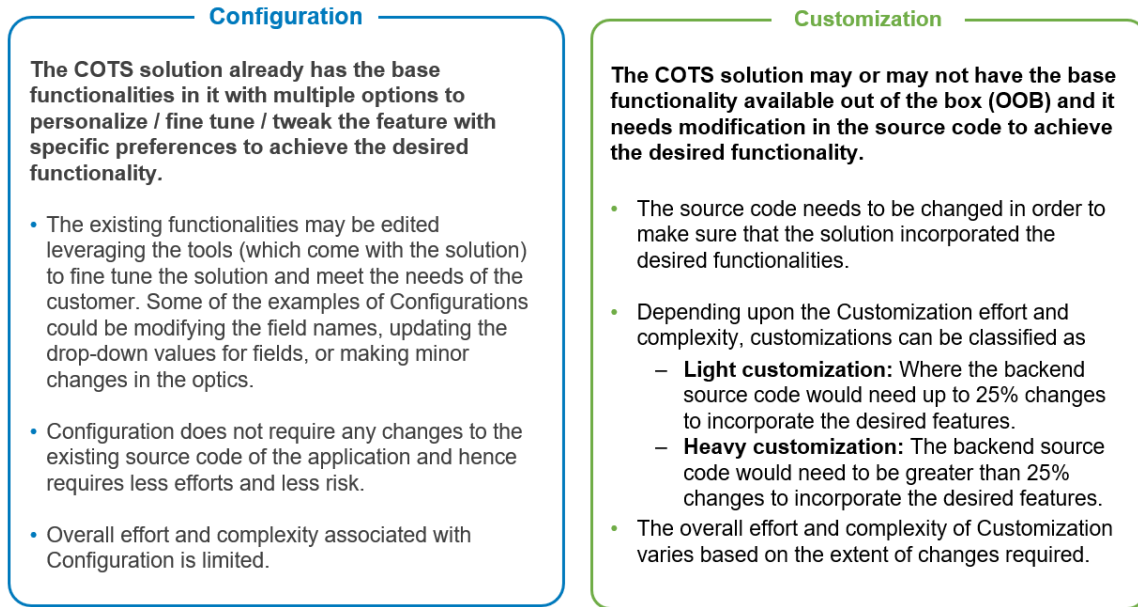 Configuration
The COTS solution already has the base
functionalities in it with multiple options to
personalize / fine tune / tweak the feature with
specific preferences to achieve the desired
functionality.
• The existing functionalities may be edited
leveraging the tools (which come with the solution)
to fine tune the solution and meet the needs of the
customer. Some of the examples of Configurations
could be modifying the field names, updating the
drop-down values for fields, or making minor
changes in the optics.
• Configuration does not require any changes to the
existing source code of the application and hence
requires less efforts and less risk.
• Overall effort and complexity associated with
Configuration is limited.
Customization
The COTS solution may or may not have the base
functionality available out of the box (OOB) and it
needs modification in the source code to achieve
the desired functionality.
• The source code needs to be changed in order to
make sure that the solution incorporated the
desired functionalities.
• Depending upon the Customization effort and
complexity, customizations can be classified as
– Light customization: Where the backend
source code would need up to 25% changes
to incorporate the desired features.
– Heavy customization: The backend source
code would need to be greater than 25%
changes to incorporate the desired features.
• The overall effort and complexity of Customization
varies based on the extent of changes required.